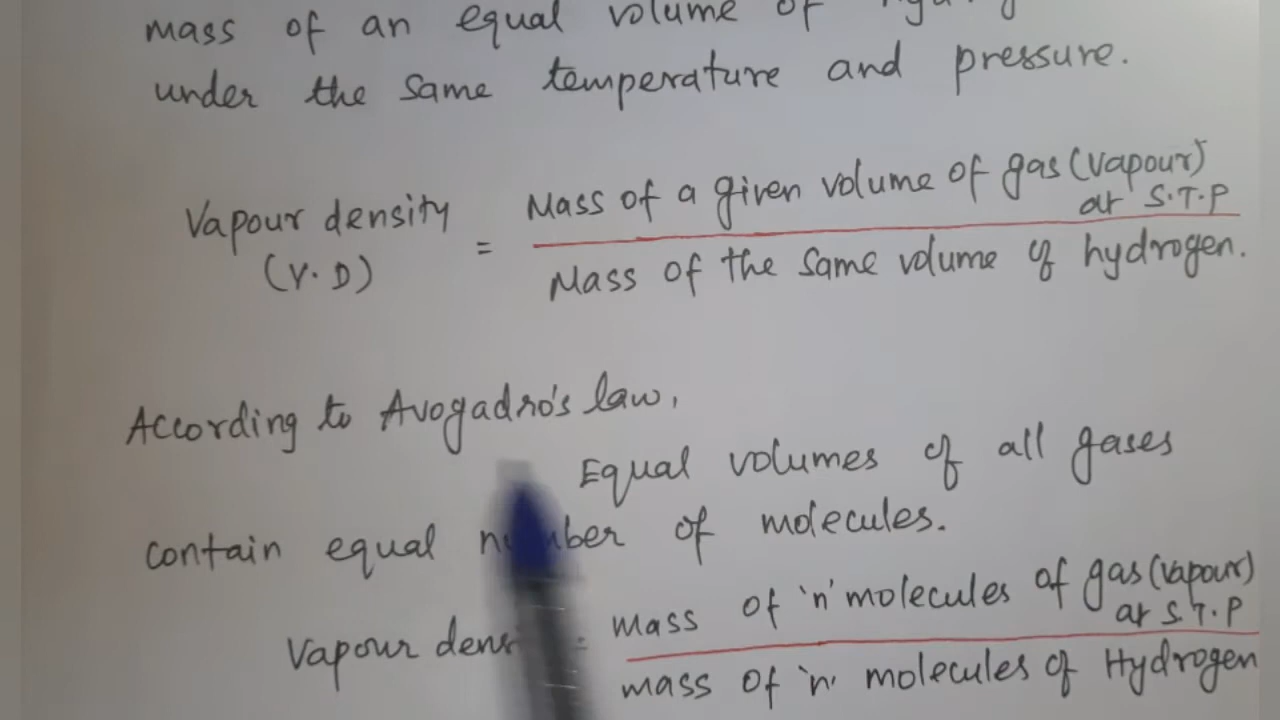 mass of an equal volume of
under the same temperature and pressure.
Vapour density = Mass of a given volume of gas (vapour)
at S.T.P
(V.D) Mass of the same volume of hydrogen.
According to Avogadro's law,
Equal volumes of all gases
contain equal number of molecules.
Vapour = mass of 'n' molecules of gas (vapour)
at S.T.P
mass of 'n' molecules of Hydrogen